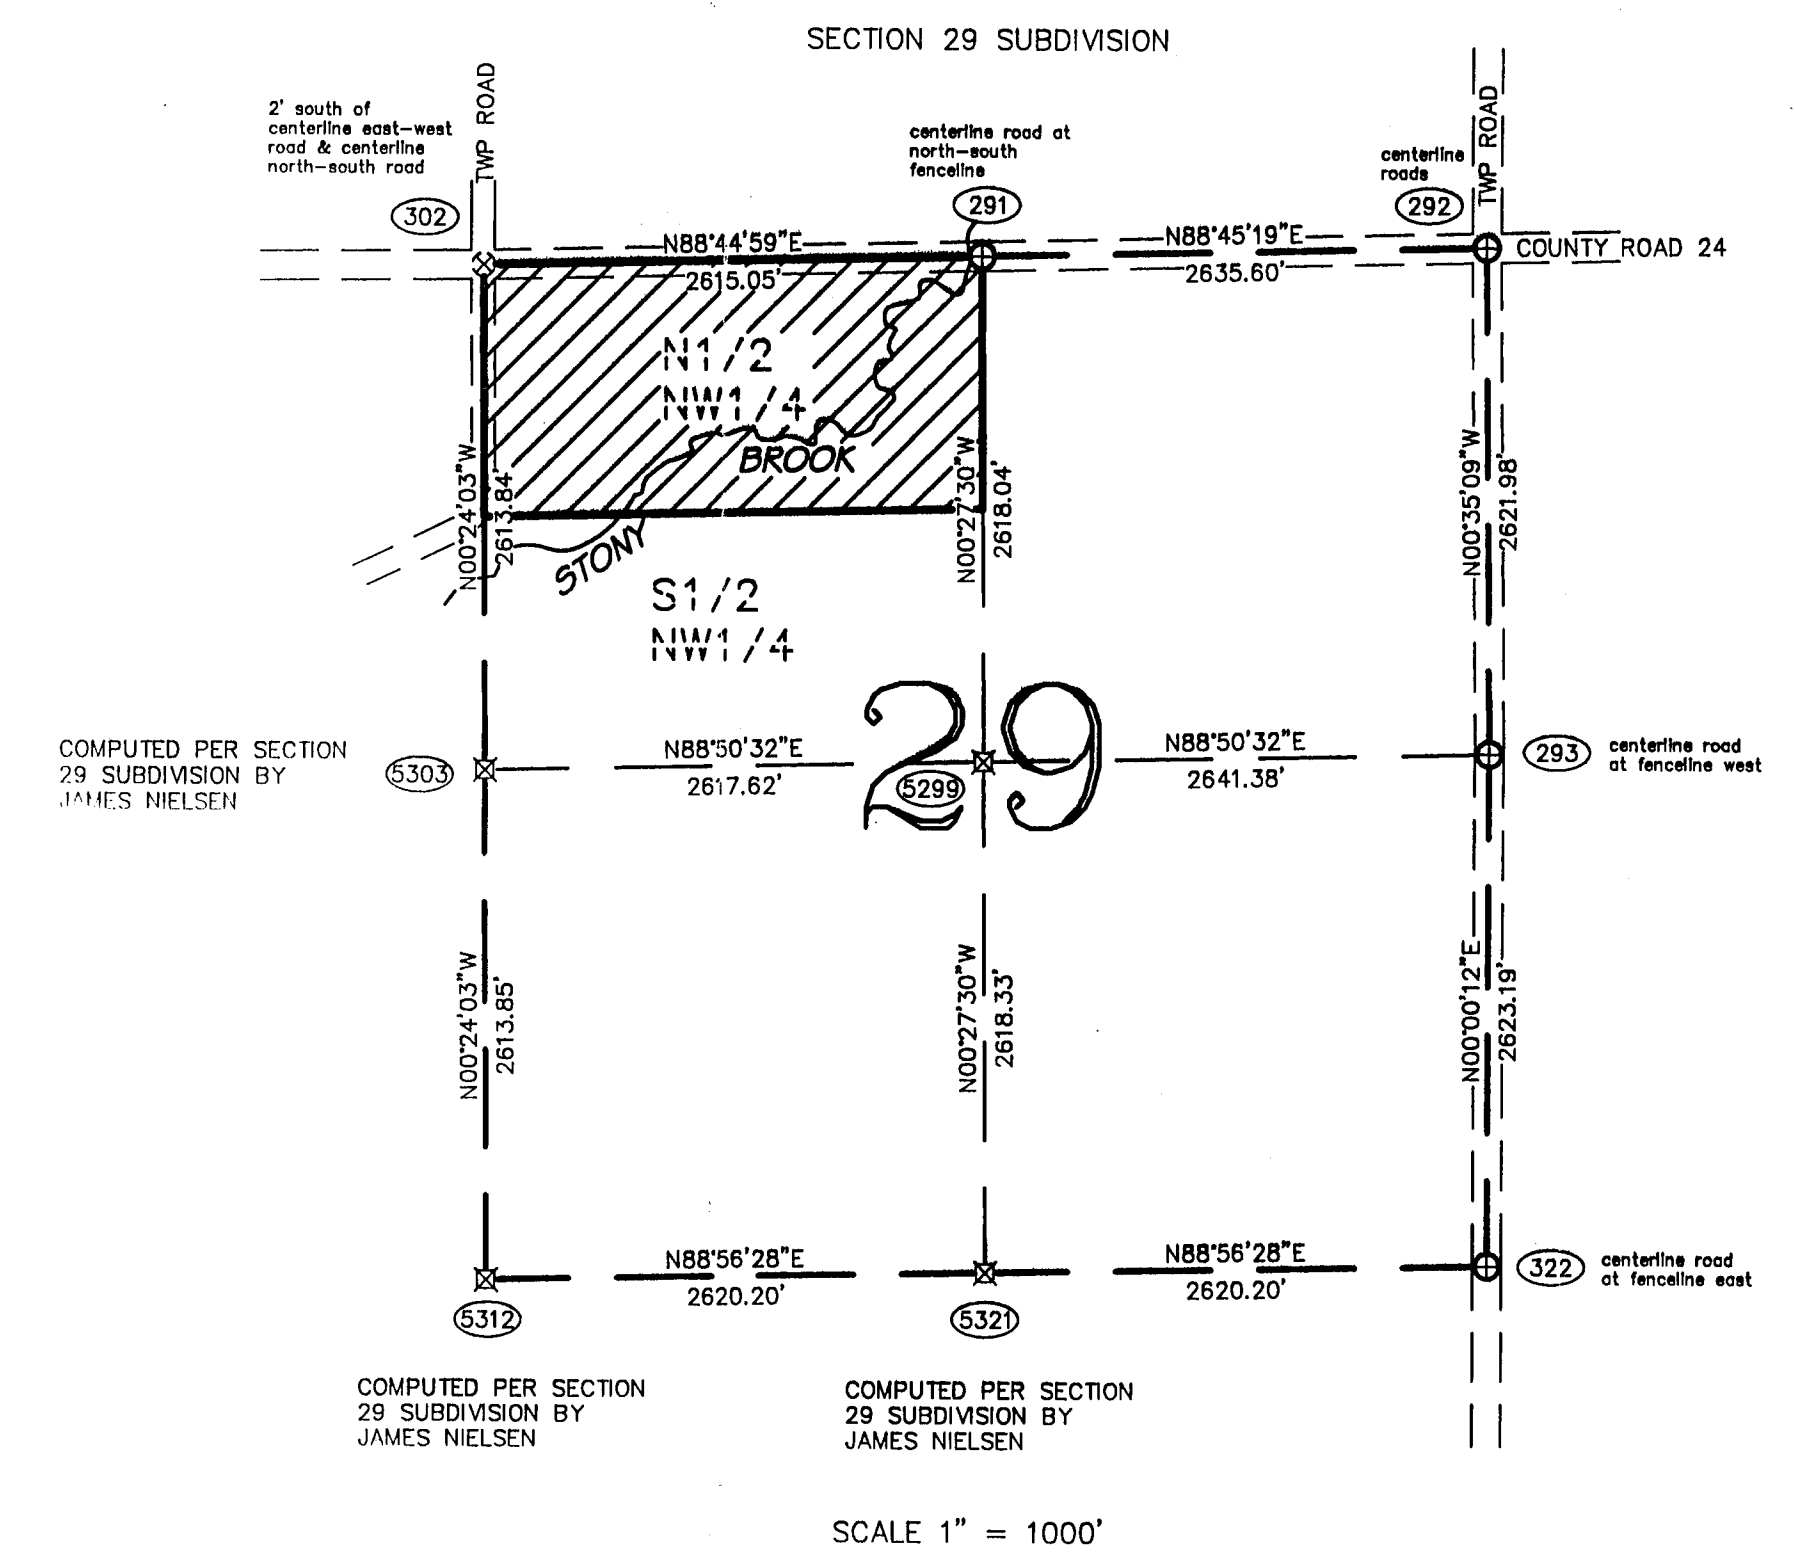 SECTION 29 SUBDIVISION
2' south of
centerline east-west
road & centerline
north-south road
TWP ROAD
centerline road at
north-south
fenceline
centerline
roads
TWP ROAD
302
291
292
N88°44'59"E
2615.05'
N88°45'19"E
2635.60'
COUNTY ROAD 24
N1/2
NW1/4
BROOK
STONY
N00°24'03"W
2613.84'
N00°27'30"W
2618.04'
N00°35'09"W
2621.98'
S1/2
NW1/4
29
COMPUTED PER SECTION
29 SUBDIVISION BY
JAMES NIELSEN
5303
N88°50'32"E
2617.62'
5299
N88°50'32"E
2641.38'
293
centerline road
at fenceline west
N00°24'03"W
2613.85'
N00°27'30"W
2618.33'
N00°00'12"E
2623.19'
N88°56'28"E
2620.20'
N88°56'28"E
2620.20'
322
centerline road
at fenceline east
5312
5321
COMPUTED PER SECTION
29 SUBDIVISION BY
JAMES NIELSEN
COMPUTED PER SECTION
29 SUBDIVISION BY
JAMES NIELSEN
SCALE 1" = 1000'